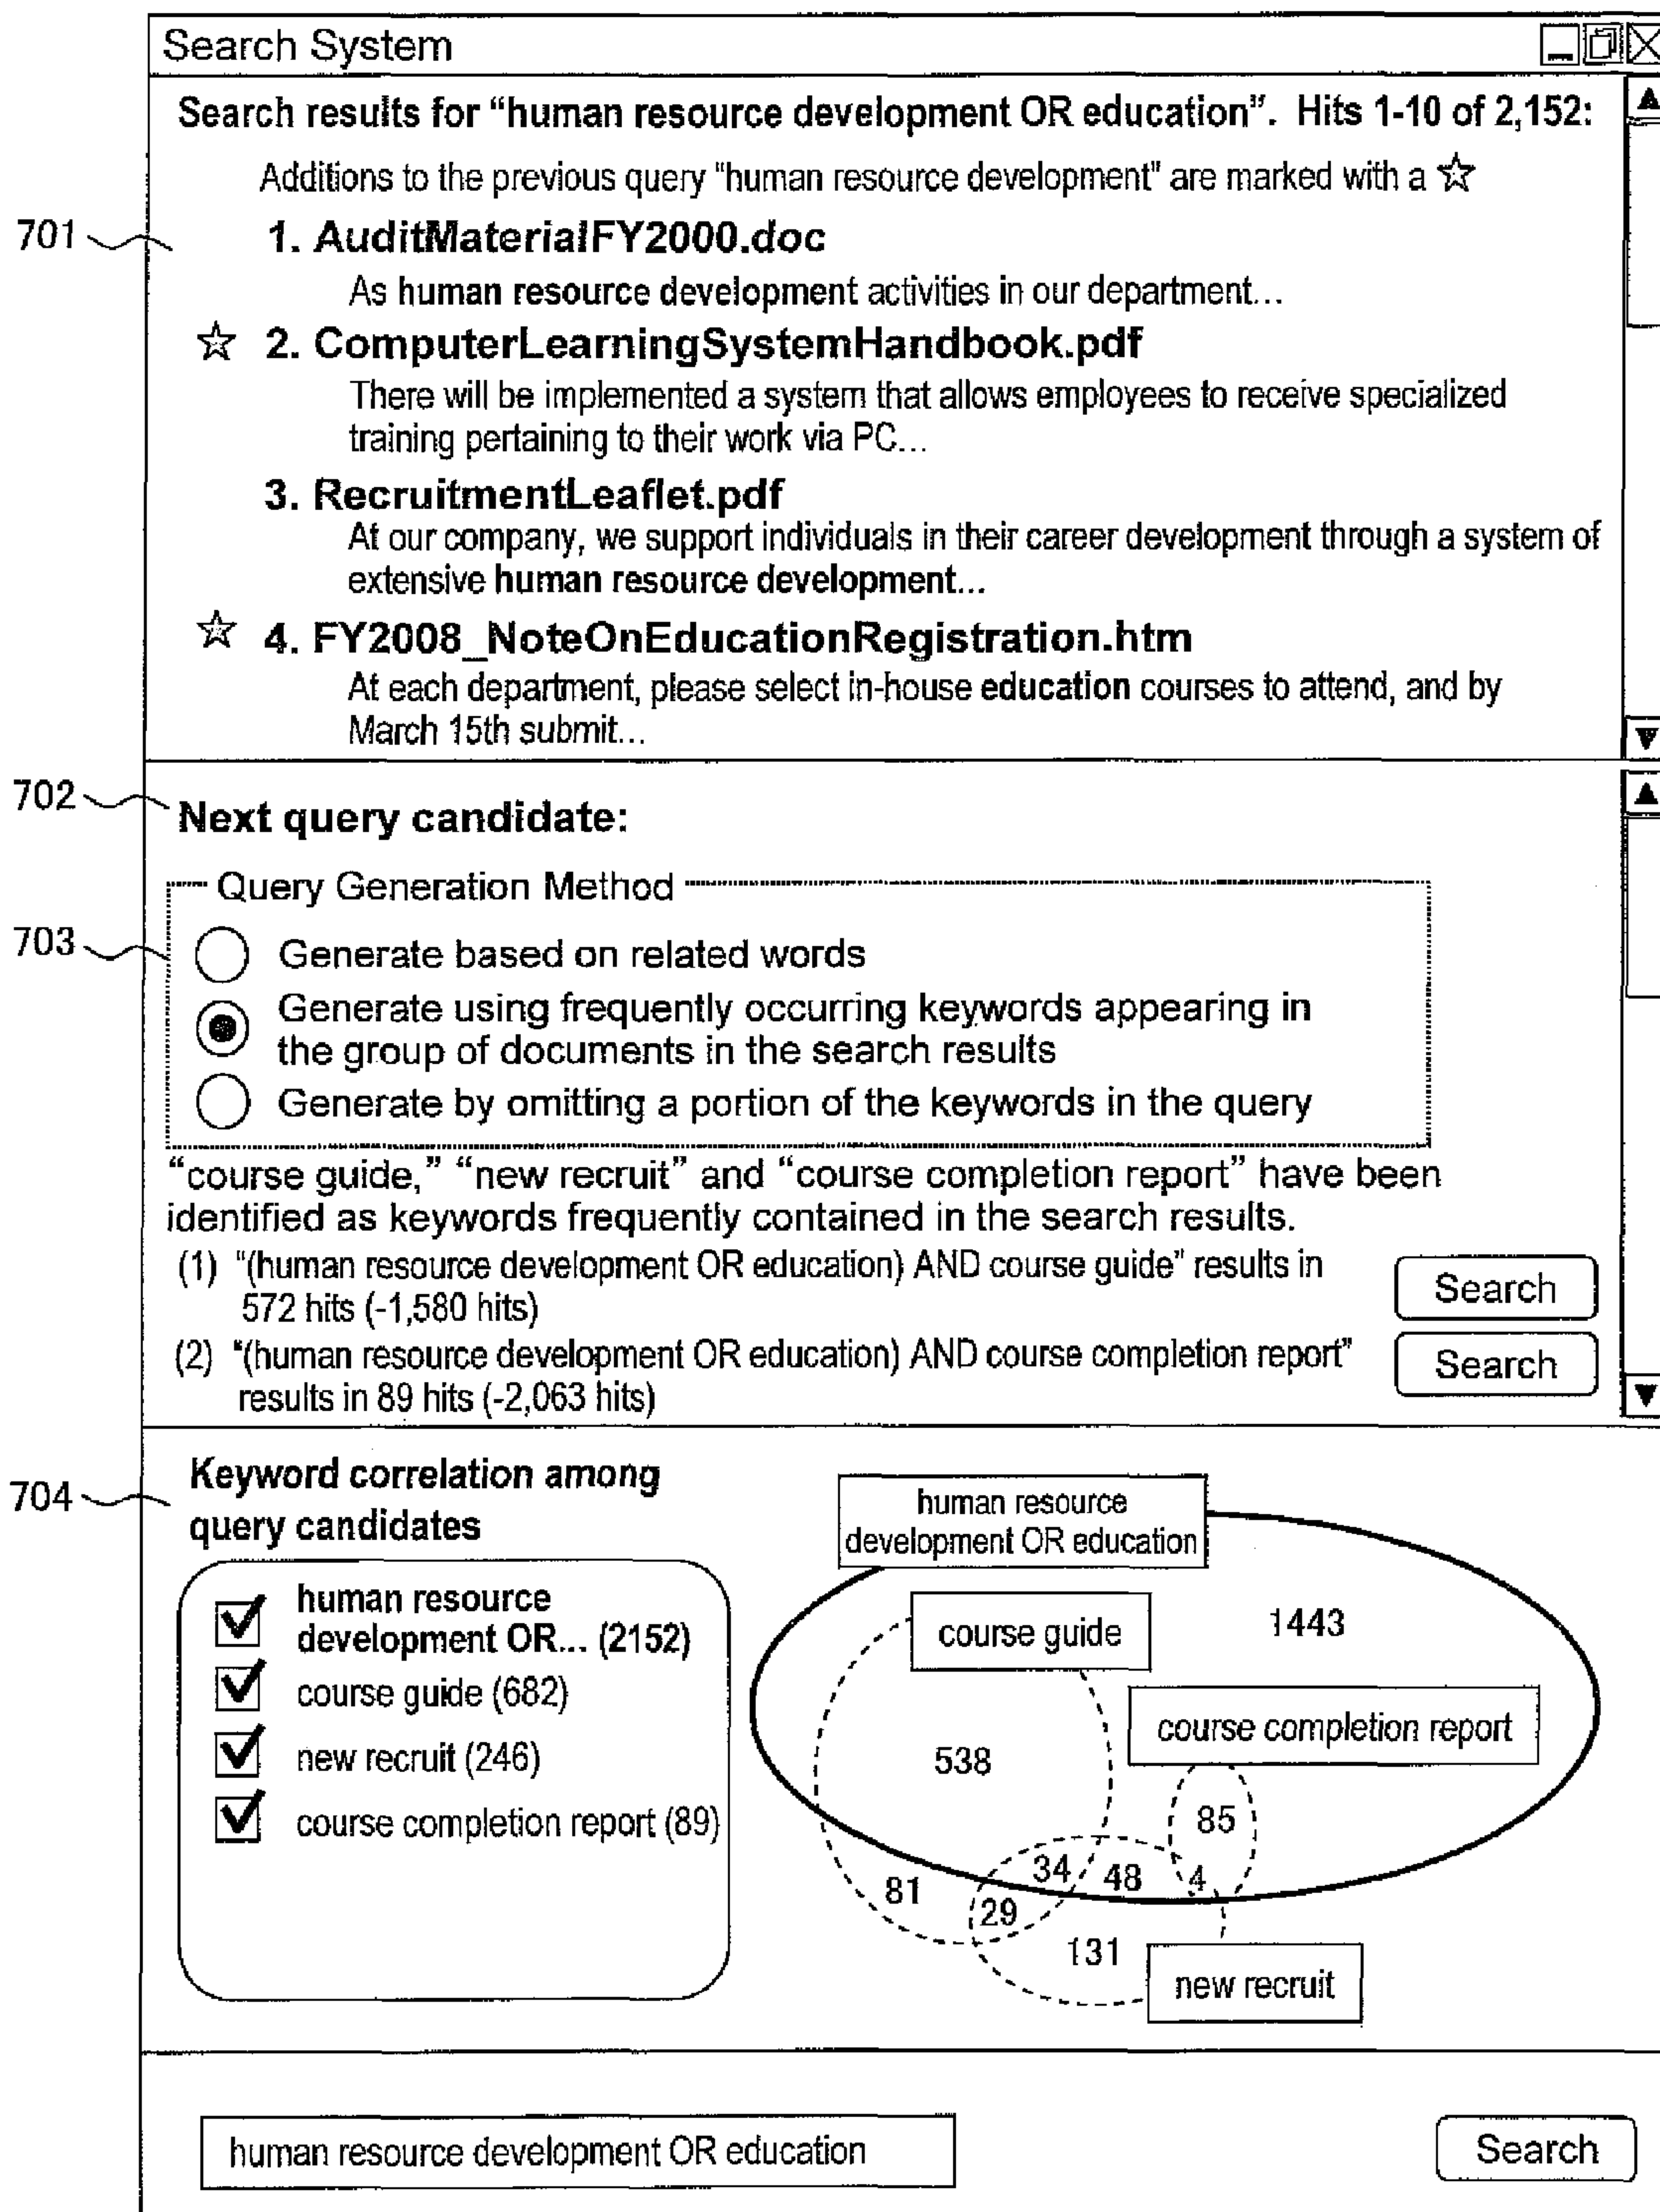 Search System
Search results for “human resource development OR education”. Hits 1-10 of 2,152:
Additions to the previous query "human resource development" are marked with a ☆
701
1. AuditMaterialFY2000.doc
As human resource development activities in our department...
☆ 2. ComputerLearningSystemHandbook.pdf
There will be implemented a system that allows employees to receive specialized
training pertaining to their work via PC...
3. RecruitmentLeaflet.pdf
At our company, we support individuals in their career development through a system of
extensive human resource development...
☆ 4. FY2008_NoteOnEducationRegistration.htm
At each department, please select in-house education courses to attend, and by
March 15th submit...
702
Next query candidate:
Query Generation Method
703
Generate based on related words
Generate using frequently occurring keywords appearing in
the group of documents in the search results
Generate by omitting a portion of the keywords in the query
“course guide,” “new recruit” and “course completion report” have been
identified as keywords frequently contained in the search results.
(1) "(human resource development OR education) AND course guide" results in
572 hits (-1,580 hits)
Search
(2) "(human resource development OR education) AND course completion report"
results in 89 hits (-2,063 hits)
Search
704
Keyword correlation among
query candidates
human resource
development OR... (2152)
course guide (682)
new recruit (246)
course completion report (89)
human resource
development OR education
course guide
1443
course completion report
538
85
34
48
4
81
29
131
new recruit
human resource development OR education
Search